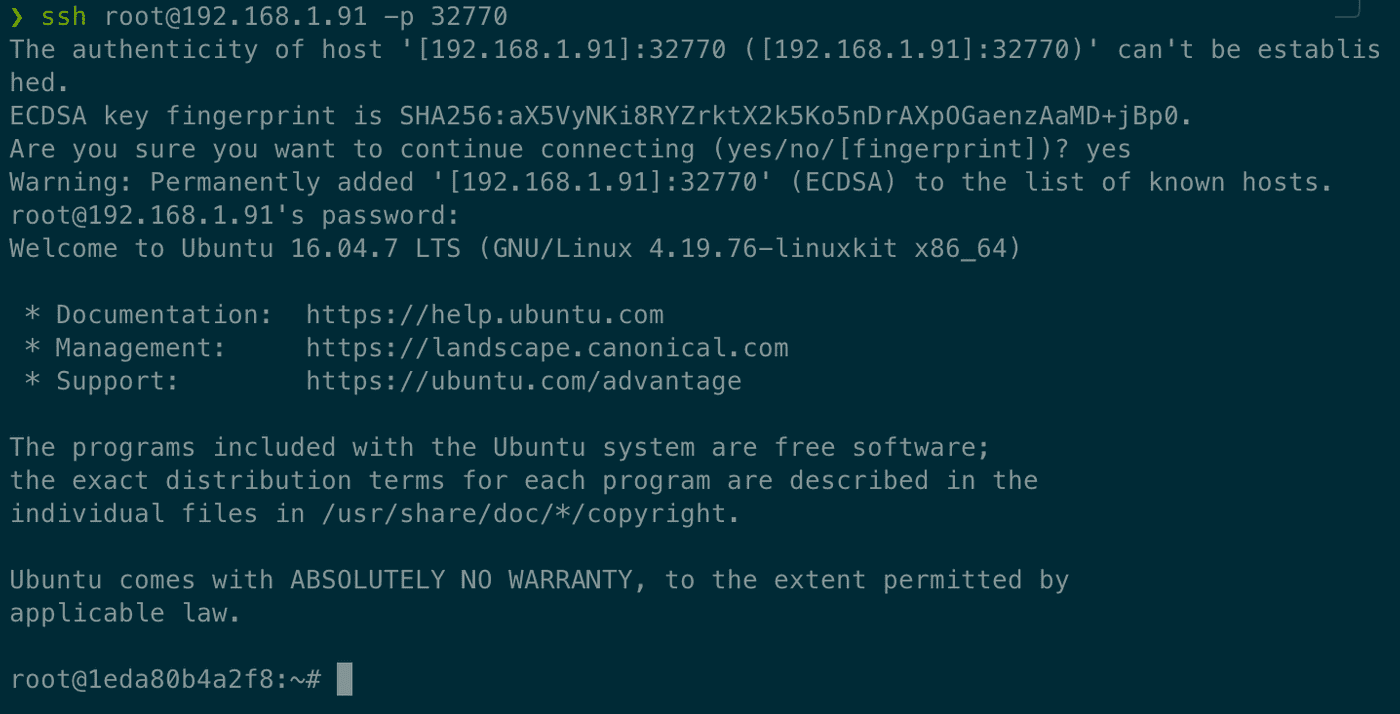 ❯ ssh root@192.168.1.91 -p 32770
The authenticity of host '[192.168.1.91]:32770 ([192.168.1.91]:32770)' can't be establis
hed.
ECDSA key fingerprint is SHA256:aX5VyNKi8RYZrktX2k5Ko5nDrAXpOGaenzAaMD+jBp0.
Are you sure you want to continue connecting (yes/no/[fingerprint])? yes
Warning: Permanently added '[192.168.1.91]:32770' (ECDSA) to the list of known hosts.
root@192.168.1.91's password:
Welcome to Ubuntu 16.04.7 LTS (GNU/Linux 4.19.76-linuxkit x86_64)

 * Documentation:  https://help.ubuntu.com
 * Management:     https://landscape.canonical.com
 * Support:        https://ubuntu.com/advantage

The programs included with the Ubuntu system are free software;
the exact distribution terms for each program are described in the
individual files in /usr/share/doc/*/copyright.

Ubuntu comes with ABSOLUTELY NO WARRANTY, to the extent permitted by
applicable law.

root@1eda80b4a2f8:~#